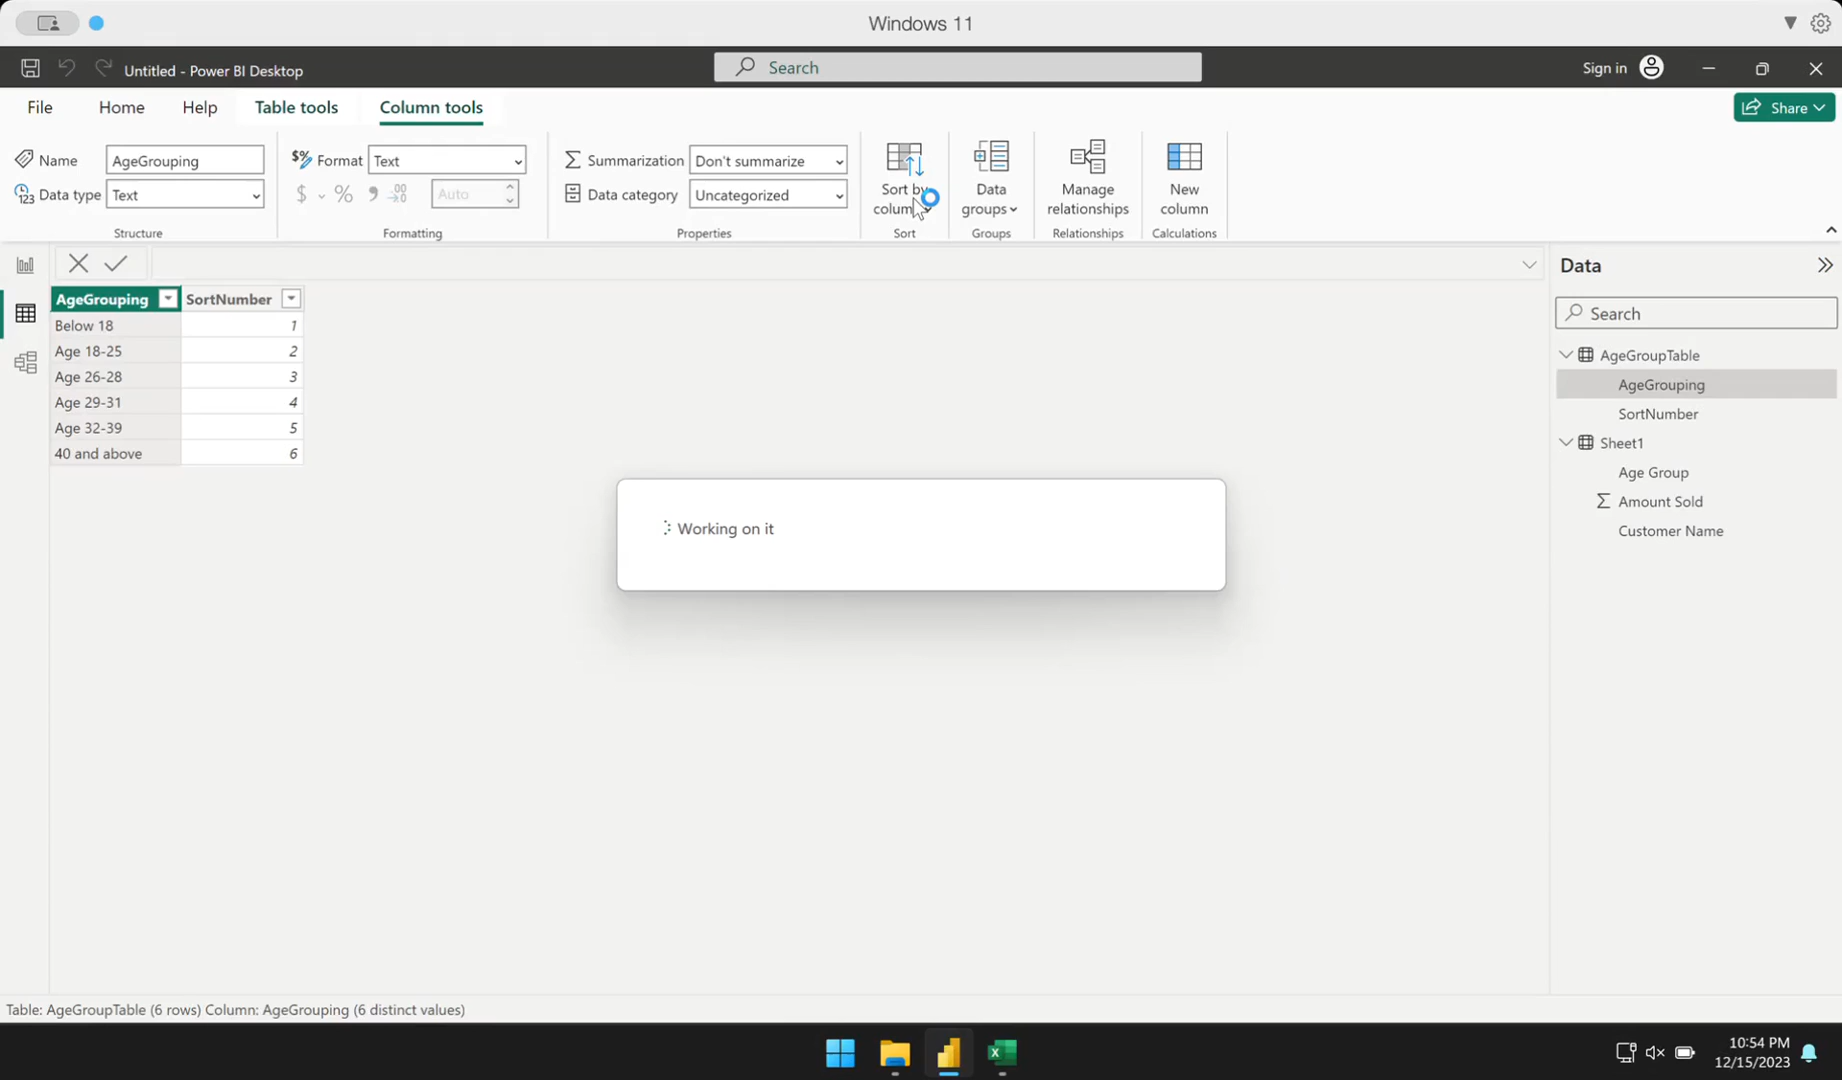 Windows 11
Untitled - Power BI Desktop
Search
Sign in
File
Home
Help
Table tools
Column tools
Share
Name
AgeGrouping
Format
Text
Summarization
Don't summarize
Data type
Text
$ % 9 .00
Auto
Data category
Uncategorized
Sort by
column
Data
groups
Manage
relationships
New
column
Structure
Formatting
Properties
Sort
Groups
Relationships
Calculations
AgeGrouping
SortNumber
Below 18
1
Age 18-25
2
Age 26-28
3
Age 29-31
4
Age 32-39
5
40 and above
6
Working on it
Data
Search
AgeGroupTable
AgeGrouping
SortNumber
Sheet1
Age Group
Σ Amount Sold
Customer Name
Table: AgeGroupTable (6 rows) Column: AgeGrouping (6 distinct values)
10:54 PM
12/15/2023